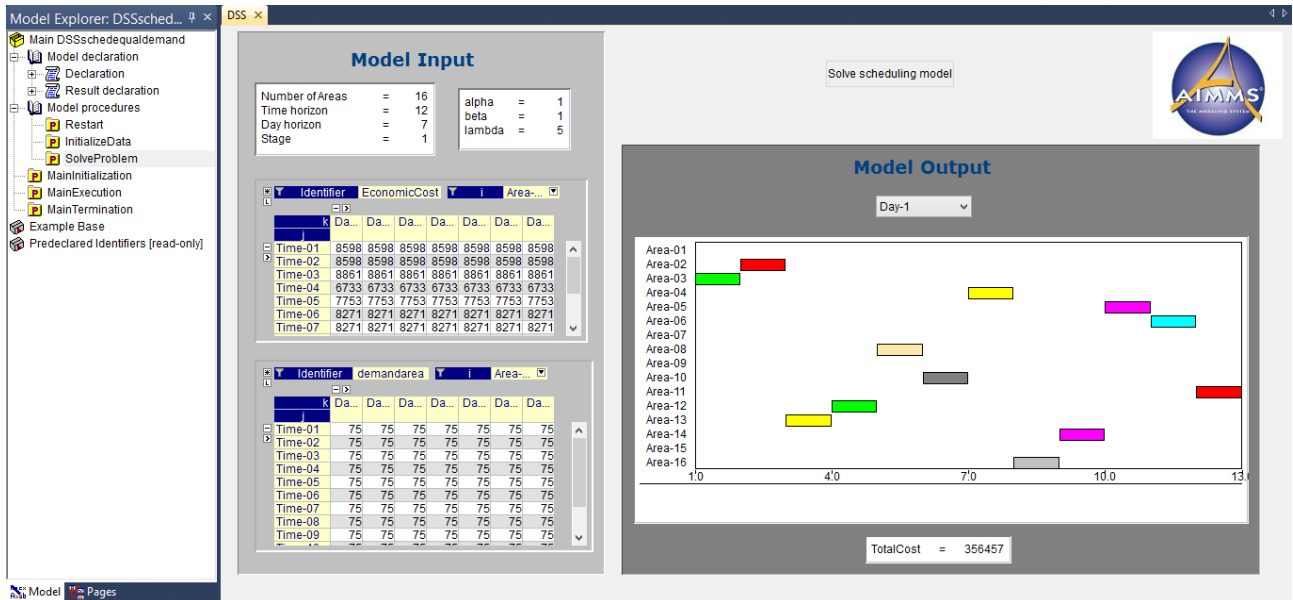 Model Explorer: DSSsched...
Main DSSschedequaldemand
Model declaration
Declaration
Result declaration
Model procedures
P Restart
P InitializeData
P SolveProblem
P MainInitialization
P MainExecution
P MainTermination
Example Base
Predeclared Identifiers [read-only]
Model Pages
DSS
Model Input
Number of Areas = 16
Time horizon = 12
Day horizon = 7
Stage = 1
alpha = 1
beta = 1
lambda = 5
Identifier EconomicCost i Area-...
k Da... Da... Da... Da... Da... Da... Da...
j
Time-01 8598 8598 8598 8598 8598 8598 8598
Time-02 8598 8598 8598 8598 8598 8598 8598
Time-03 8861 8861 8861 8861 8861 8861 8861
Time-04 6733 6733 6733 6733 6733 6733 6733
Time-05 7753 7753 7753 7753 7753 7753 7753
Time-06 8271 8271 8271 8271 8271 8271 8271
Time-07 8271 8271 8271 8271 8271 8271 8271
Identifier demandarea i Area-...
k Da... Da... Da... Da... Da... Da... Da...
j
Time-01 75 75 75 75 75 75 75
Time-02 75 75 75 75 75 75 75
Time-03 75 75 75 75 75 75 75
Time-04 75 75 75 75 75 75 75
Time-05 75 75 75 75 75 75 75
Time-06 75 75 75 75 75 75 75
Time-07 75 75 75 75 75 75 75
Time-08 75 75 75 75 75 75 75
Time-09 75 75 75 75 75 75 75
Solve scheduling model
AIMMS
THE MODELING SYSTEM
Model Output
Day-1
Area-01
Area-02
Area-03
Area-04
Area-05
Area-06
Area-07
Area-08
Area-09
Area-10
Area-11
Area-12
Area-13
Area-14
Area-15
Area-16
1.0 4.0 7.0 10.0 13.
TotalCost = 356457